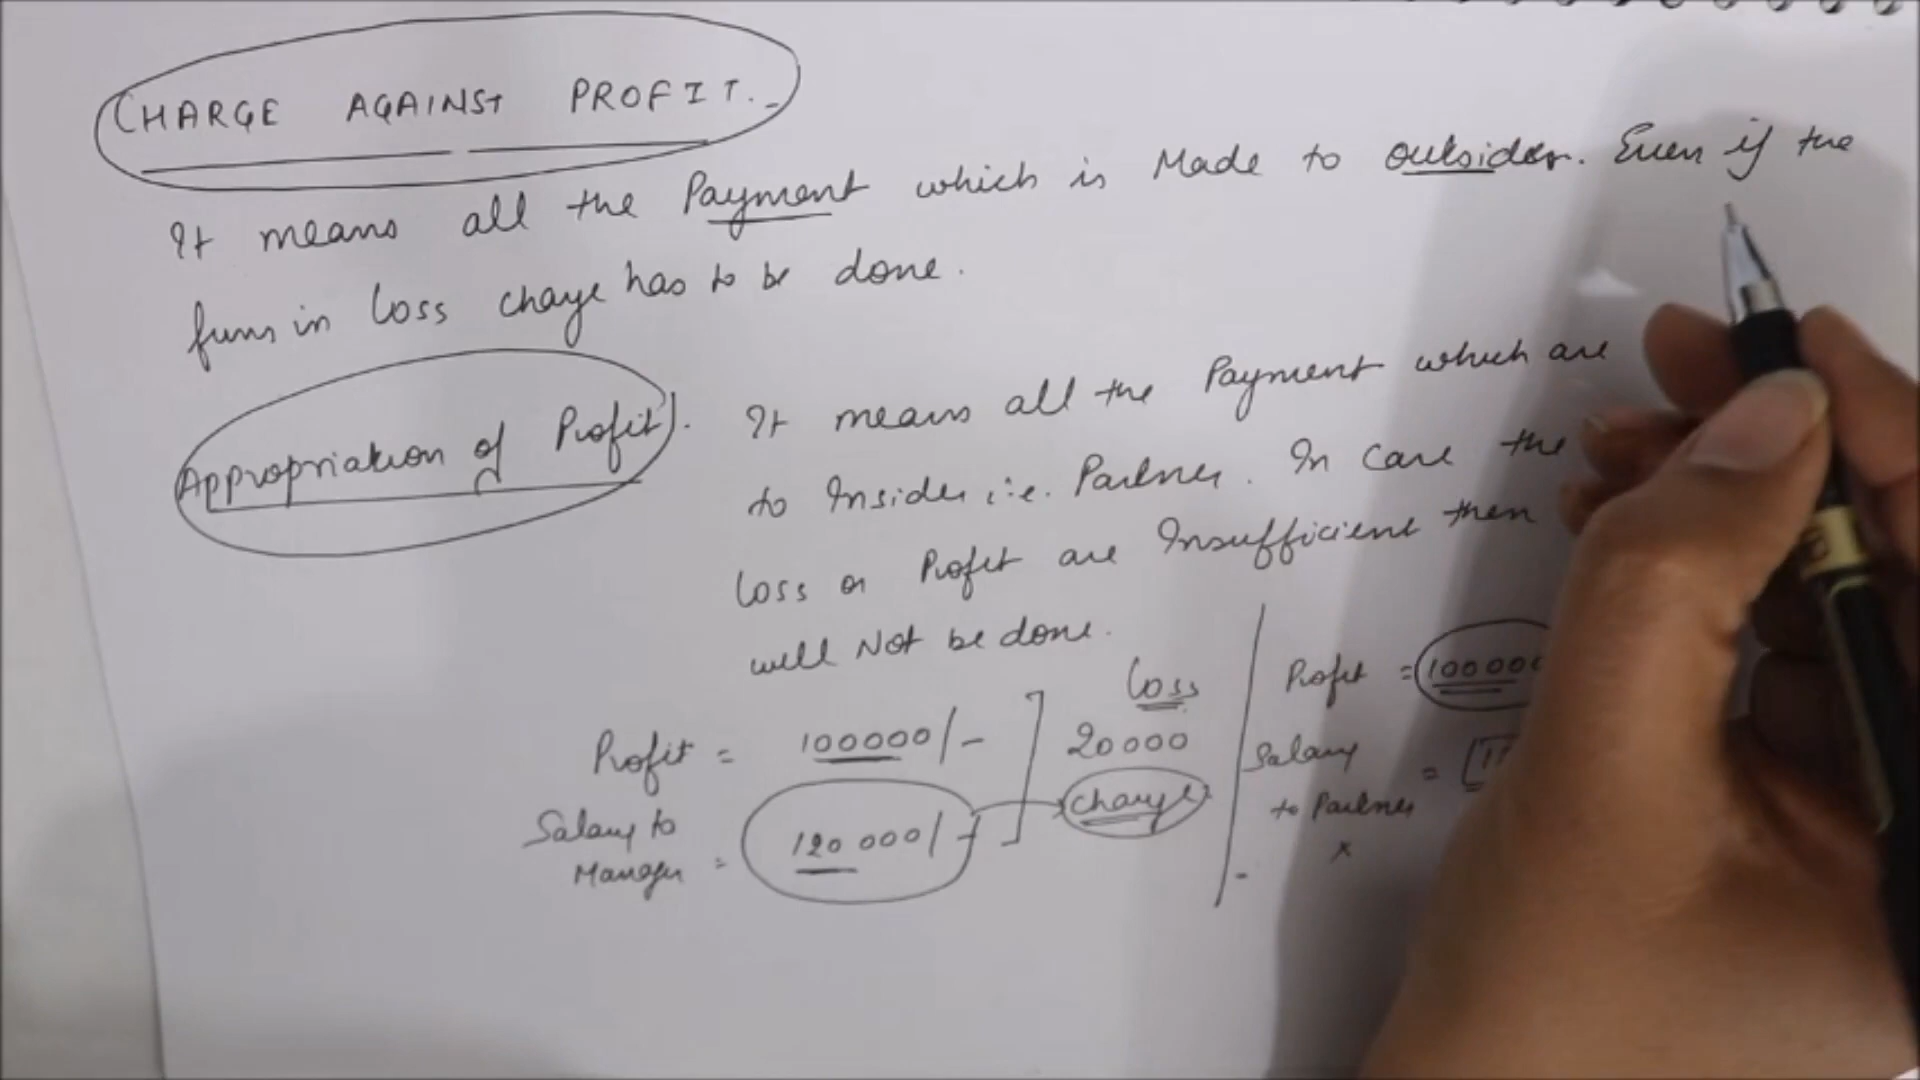 CHARGE AGAINST PROFIT.
It means all the Payment which is Made to outsider. Even if the
firm in loss charge has to be done.
Appropriation of Profit). It means all the Payment which are
to Insider i.e. Partner. In case the
loss or Profit are Insufficient then
will Not be done.
Profit = 100000/-
Salary to
Manager = 120 000/-
Loss
20000
Charge
Profit = 100000
Salary
to Partner =
x